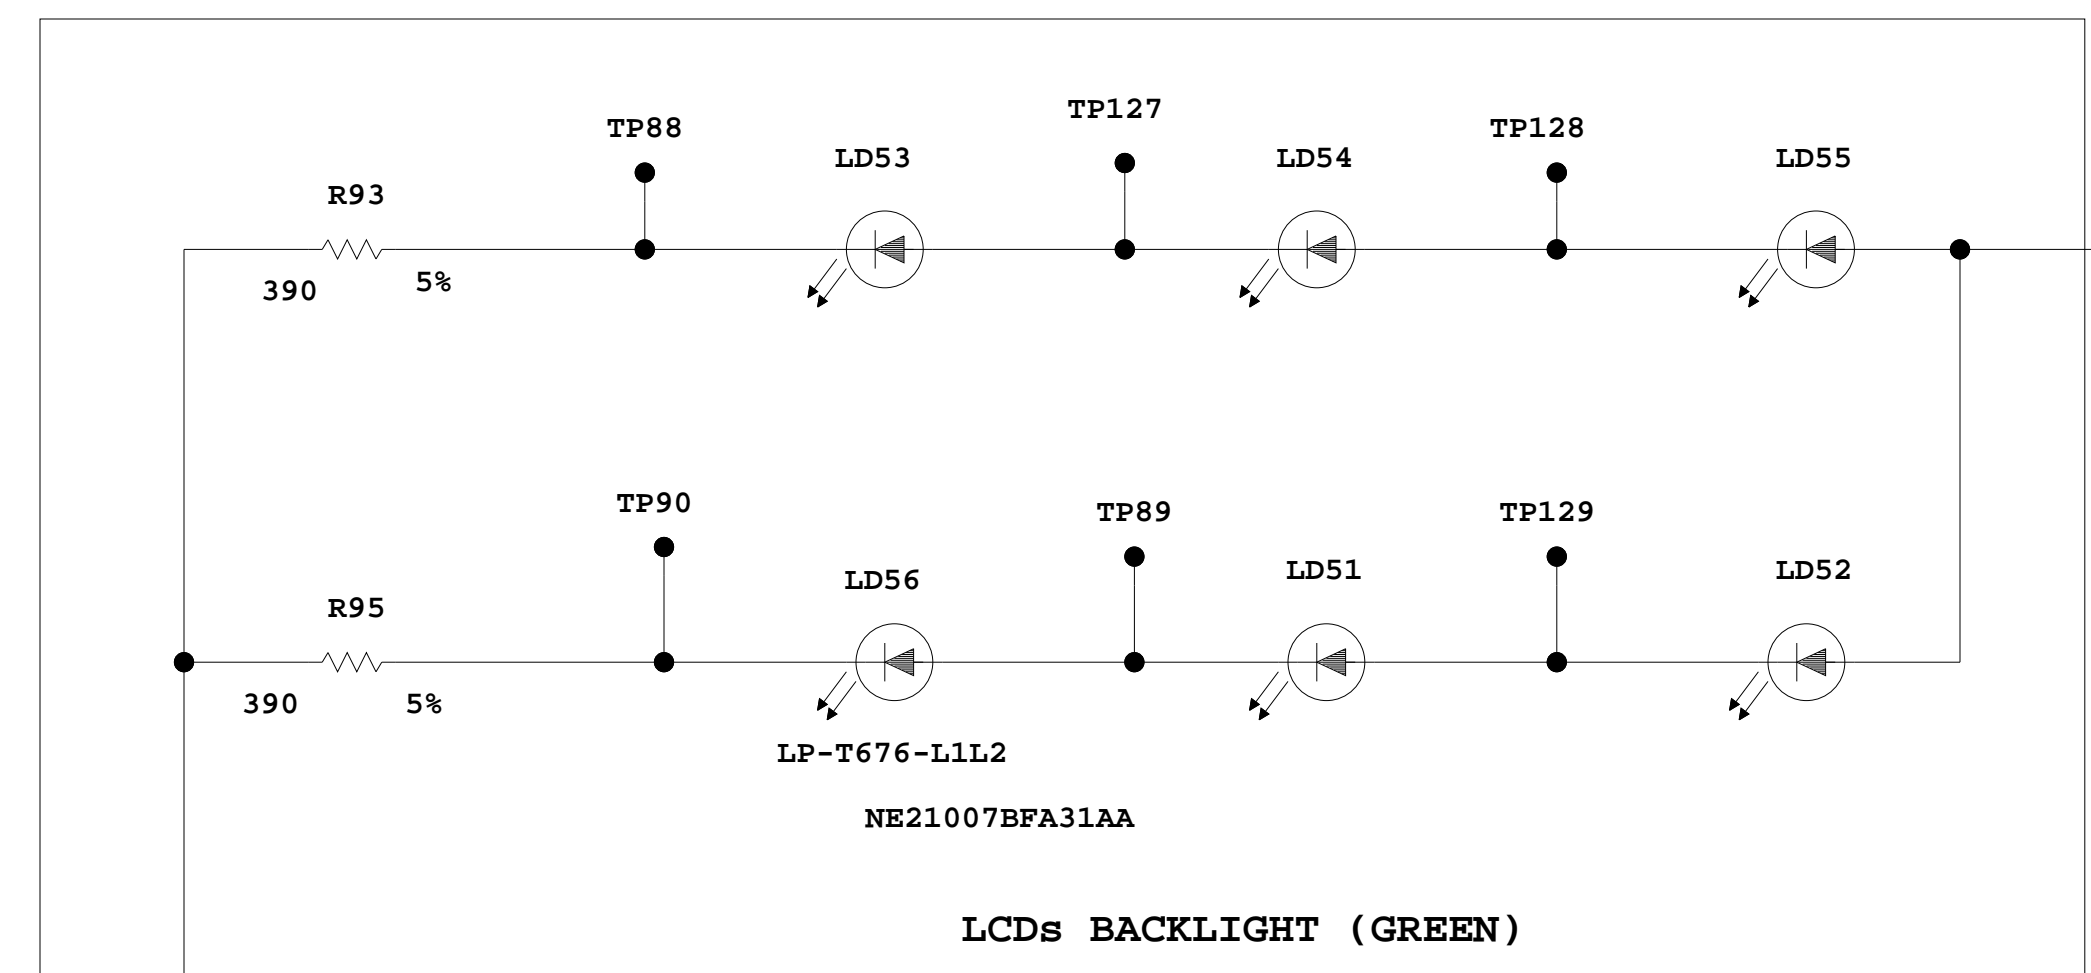 TP127
TP88
TP128
LD53
LD54
LD55
R93
390
5%
TP90
TP89
TP129
LD56
LD51
LD52
R95
390
5%
LP-T676-L1L2
NE21007BFA31AA
LCDs BACKLIGHT (GREEN)